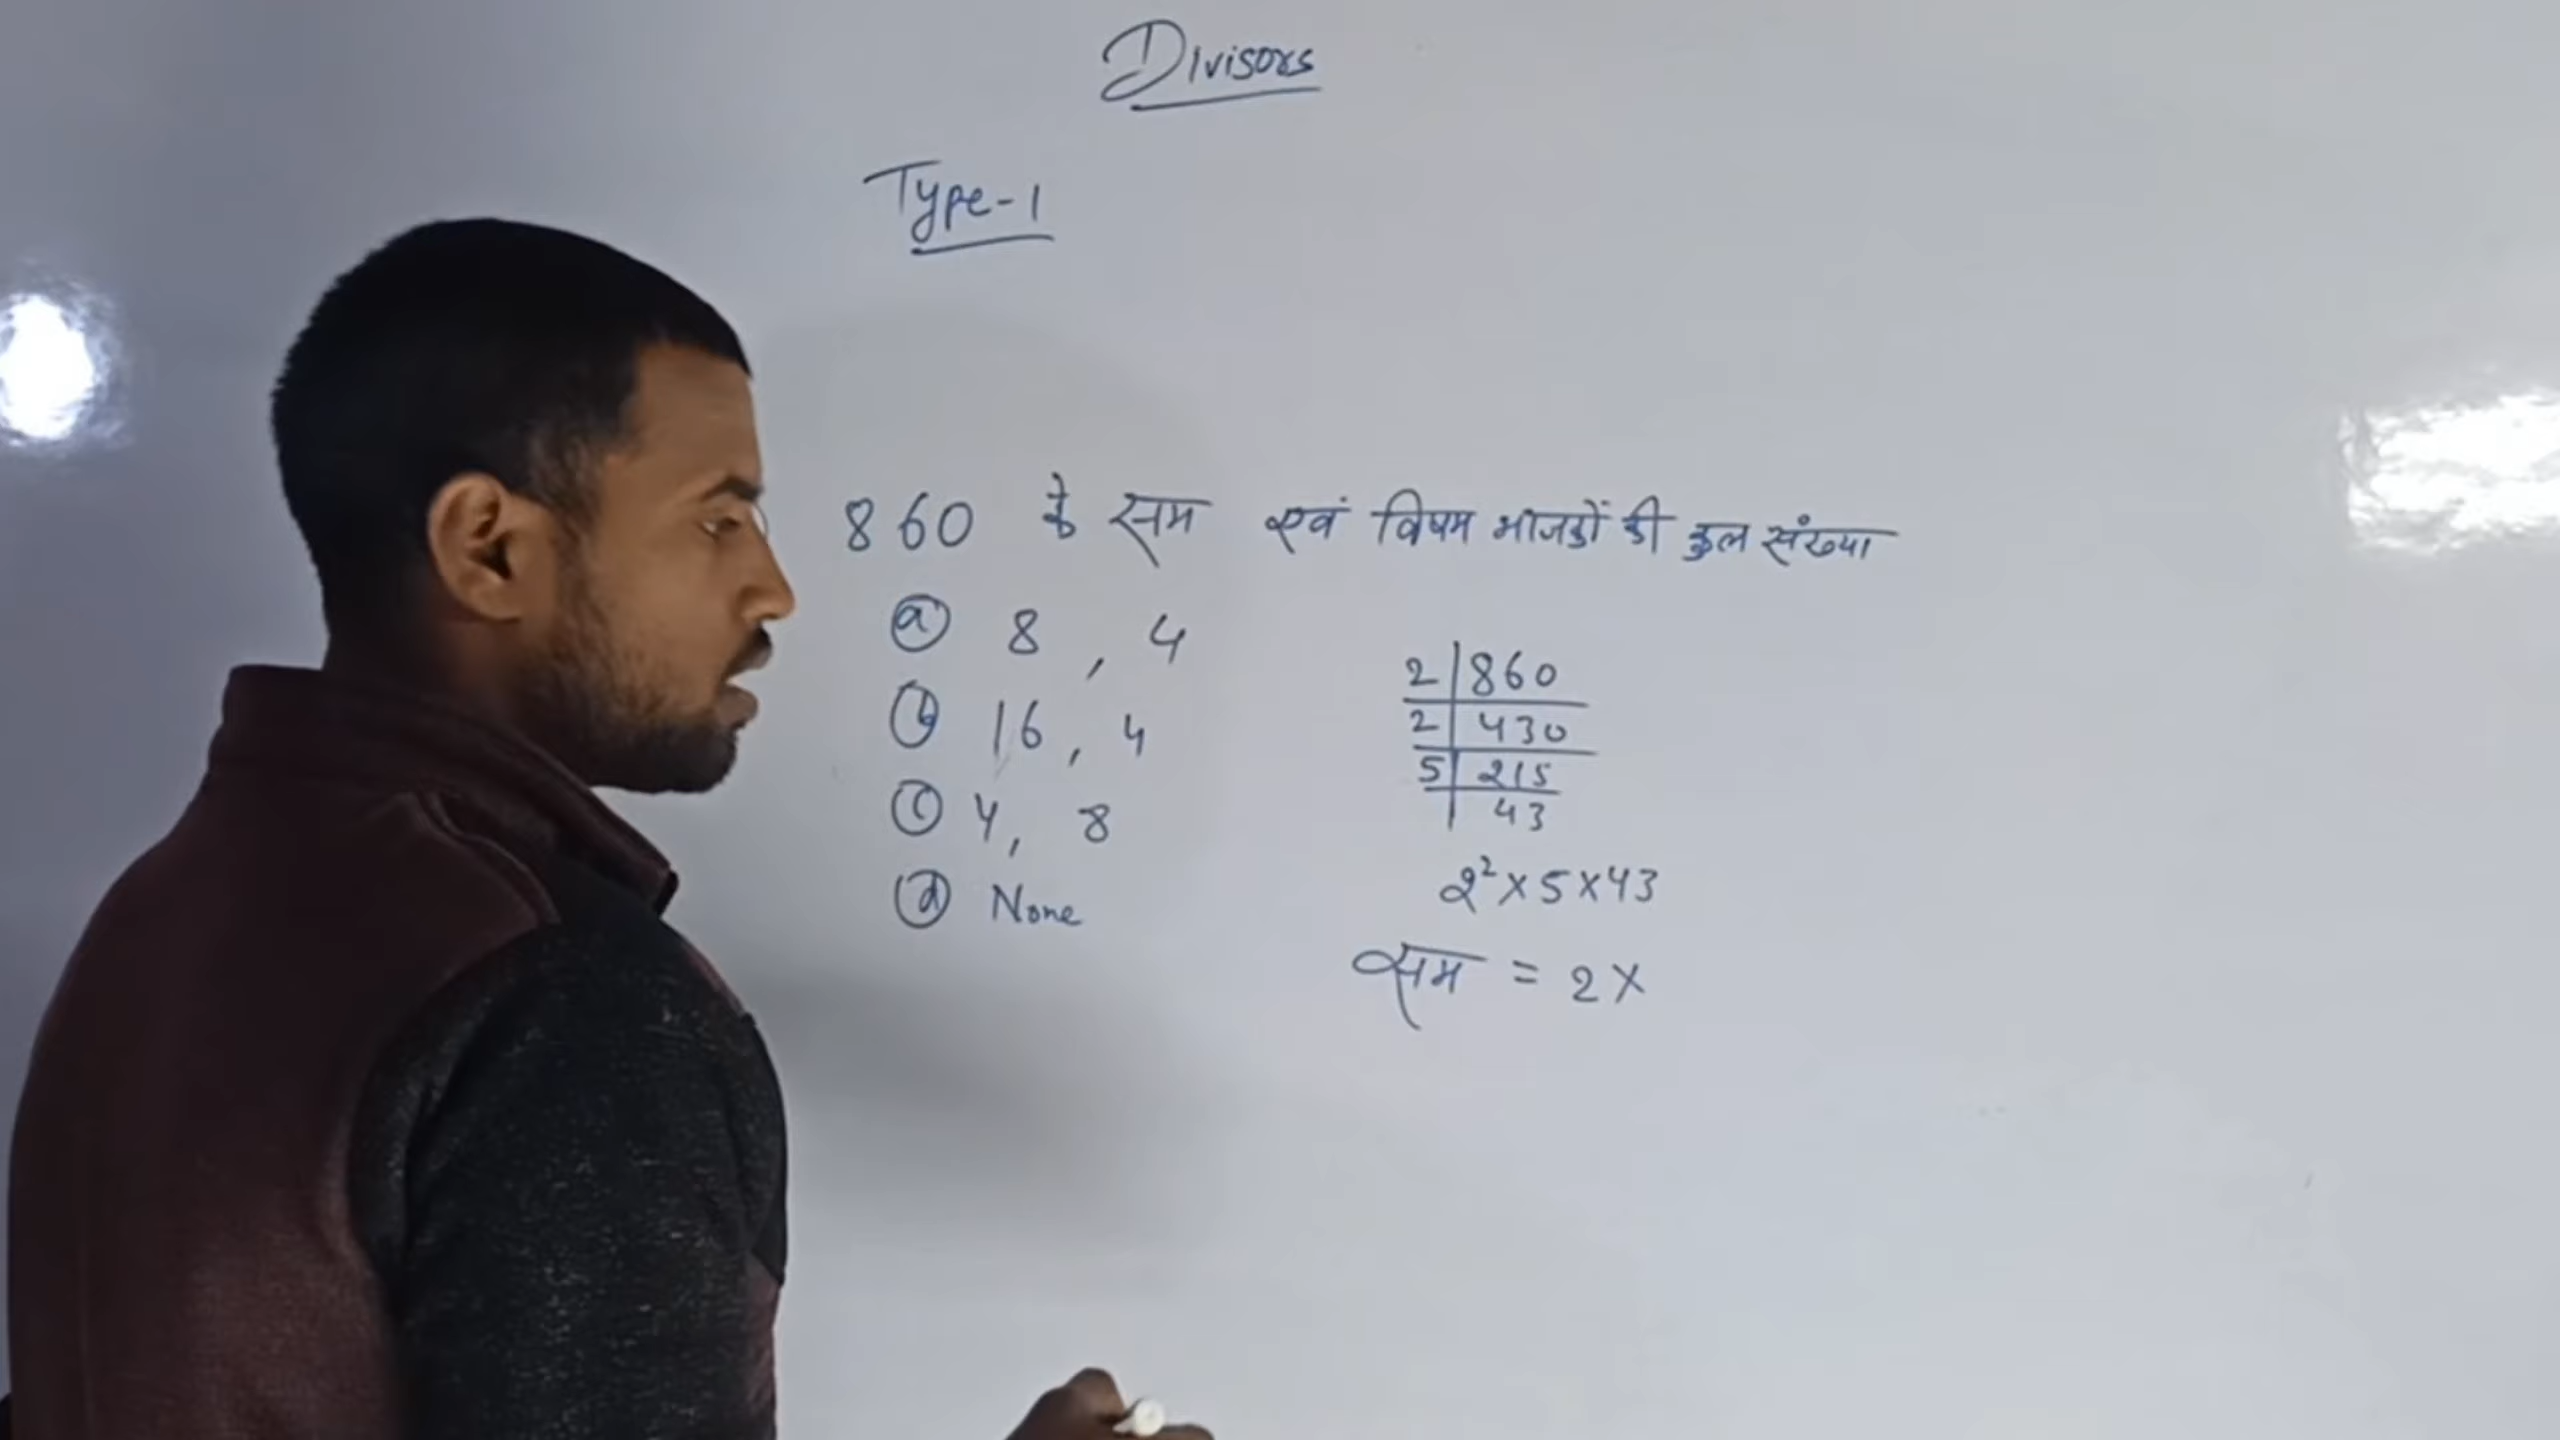 Divisors
Type-1
860 के सम एवं विषम भाजकों की कुल संख्या
(a) 8 , 4
(b) 16 , 4
(c) 4 , 8
(d) None
2 | 860
2 | 430
5 | 215
43
2² × 5 × 43
सम = 2 ×